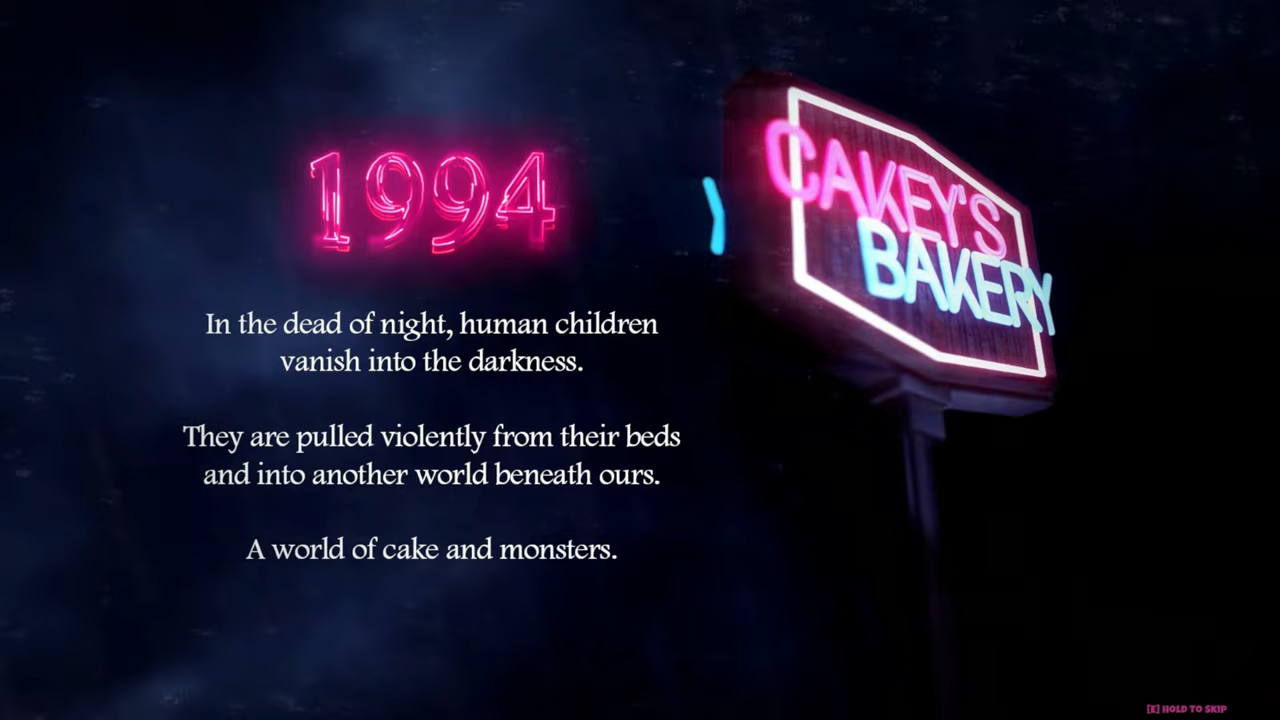 1994
CAKEY'S
BAKERY
In the dead of night, human children
vanish into the darkness.
They are pulled violently from their beds
and into another world beneath ours.
A world of cake and monsters.
[E] HOLD TO SKIP